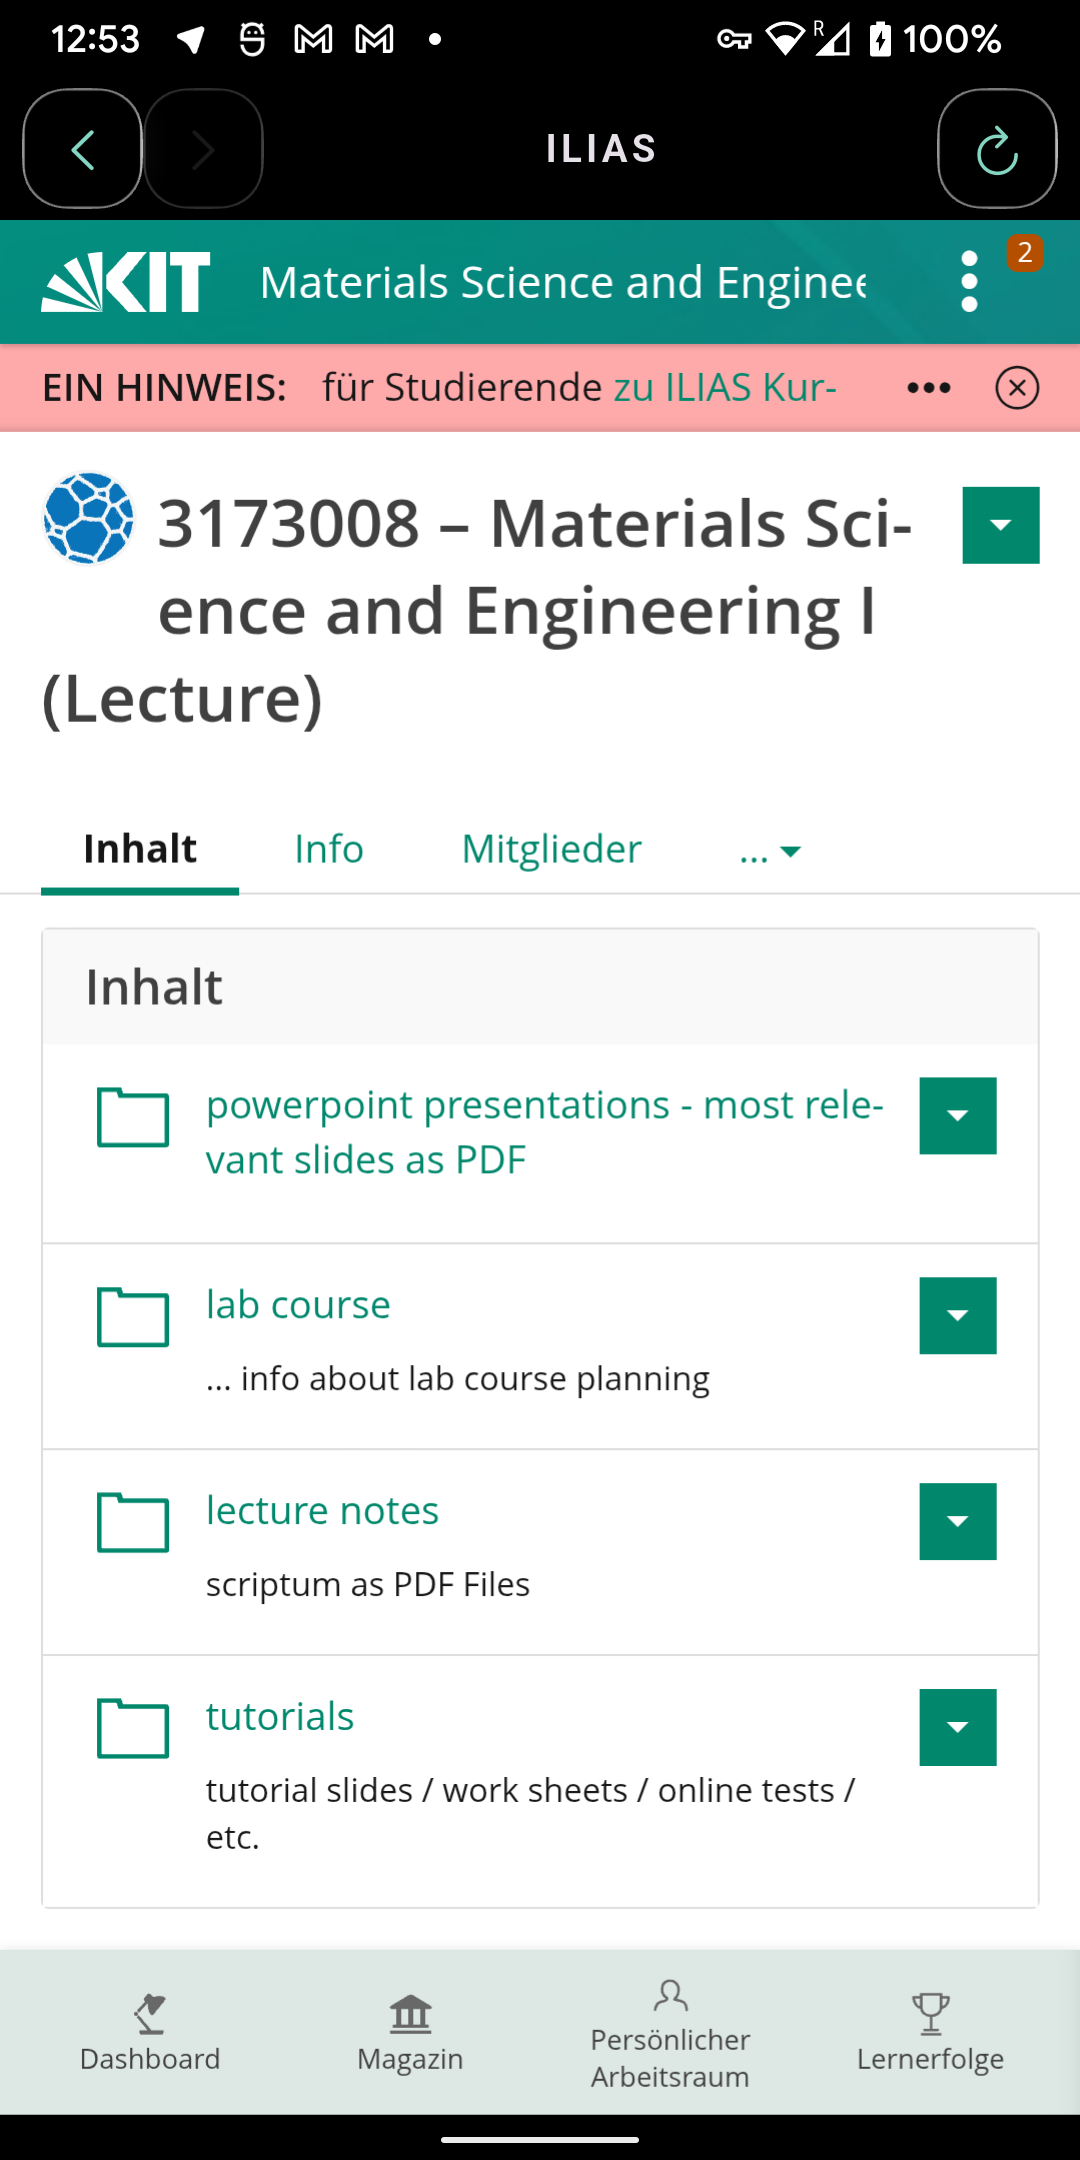 12:53
R
100%
ILIAS
KIT
Materials Science and Enginee
2
EIN HINWEIS: für Studierende zu ILIAS Kur-
3173008 – Materials Sci-
ence and Engineering I
(Lecture)
Inhalt
Info
Mitglieder
...
Inhalt
powerpoint presentations - most rele-
vant slides as PDF
lab course
... info about lab course planning
lecture notes
scriptum as PDF Files
tutorials
tutorial slides / work sheets / online tests /
etc.
Dashboard
Magazin
Persönlicher
Arbeitsraum
Lernerfolge